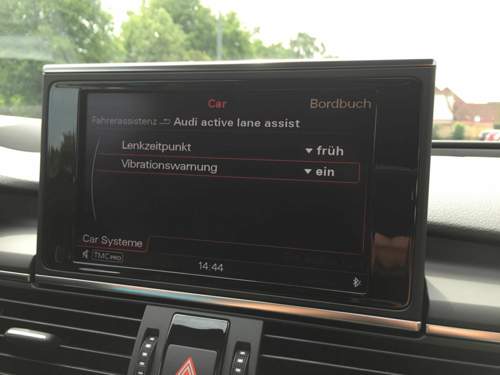 Car Bordbuch
Fahrerassistenz Audi active lane assist
Lenkzeitpunkt früh
Vibrationswarnung ein
Car Systeme
TMC PRO
14:44